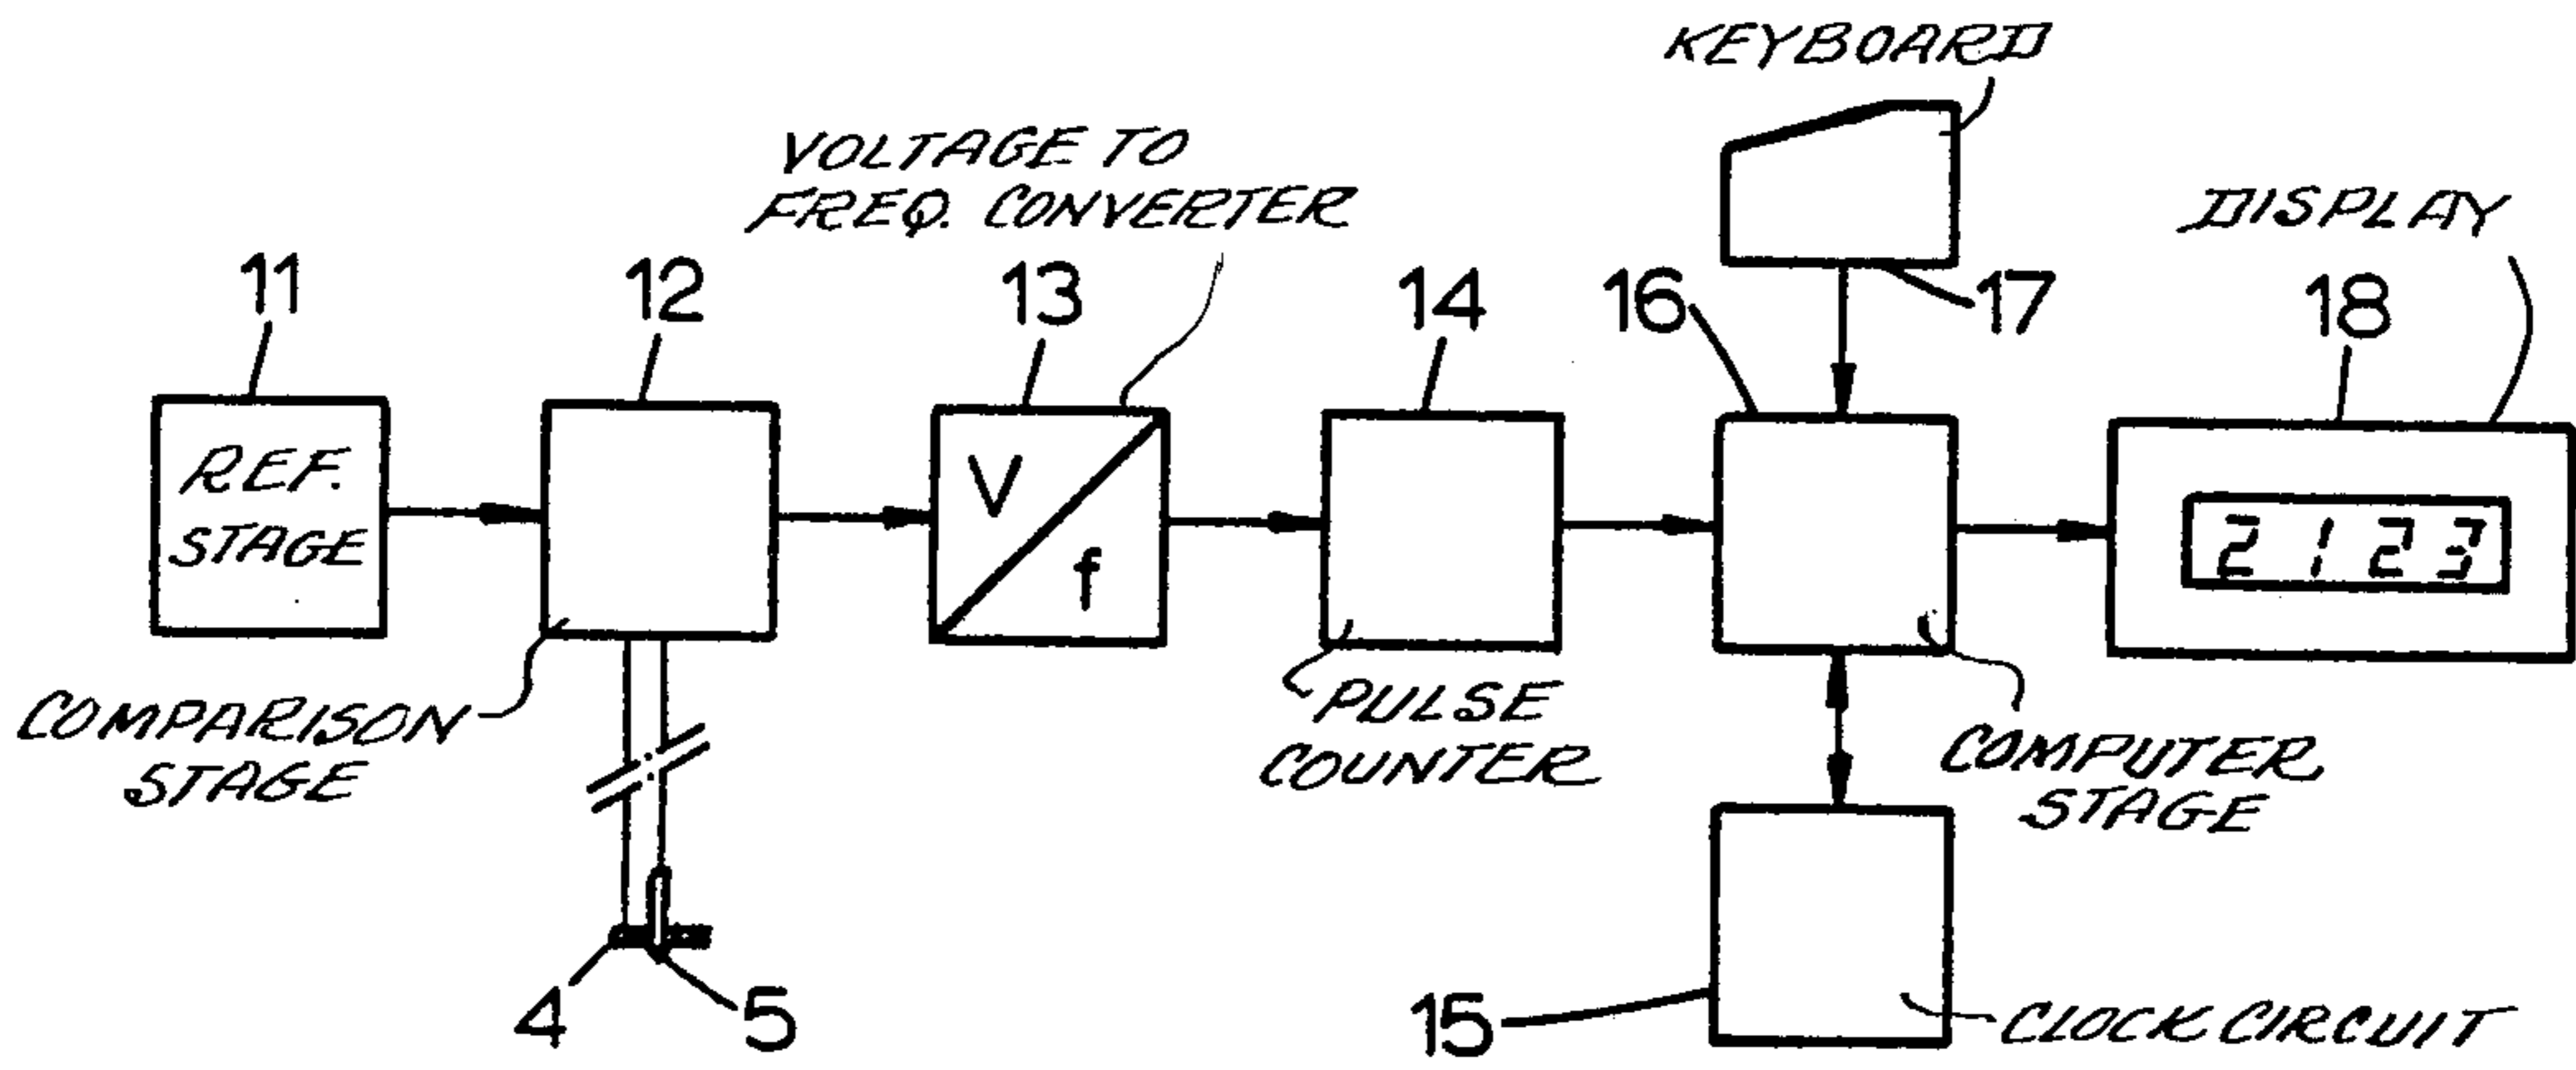 KEYBOARD
VOLTAGE TO
FREQ. CONVERTER
DISPLAY
11
12
13
14
16
17
18
REF.
STAGE
V
f
2123
COMPARISON
STAGE
PULSE
COUNTER
COMPUTER
STAGE
4
5
15
CLOCK CIRCUIT